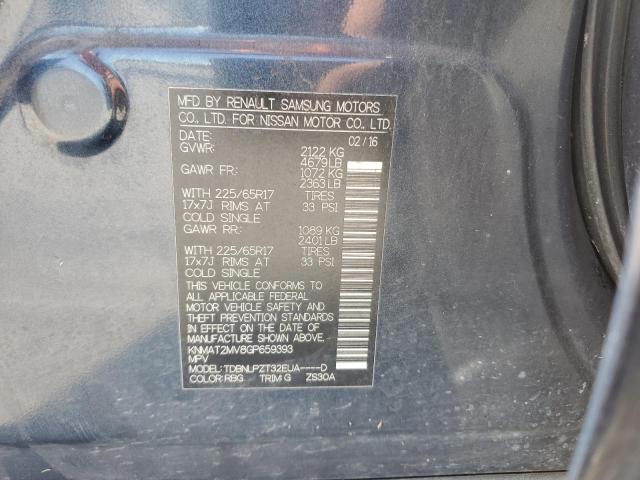 MFD BY RENAULT SAMSUNG MOTORS
CO., LTD. FOR NISSAN MOTOR CO., LTD.
DATE: 02/16
GVWR: 2122 KG
4679 LB
GAWR FR: 1072 KG
2363 LB
WITH 225/65R17 TIRES
17x7J RIMS AT 33 PSI
COLD SINGLE
GAWR RR: 1089 KG
2401 LB
WITH 225/65R17 TIRES
17x7J RIMS AT 33 PSI
COLD SINGLE
THIS VEHICLE CONFORMS TO
ALL APPLICABLE FEDERAL
MOTOR VEHICLE SAFETY AND
THEFT PREVENTION STANDARDS
IN EFFECT ON THE DATE OF
MANUFACTURE SHOWN ABOVE.
KNMAT2MV8GP659393
MPV
MODEL: TDBNLPZT32EUA----D
COLOR: RBG TRIM G ZS30A